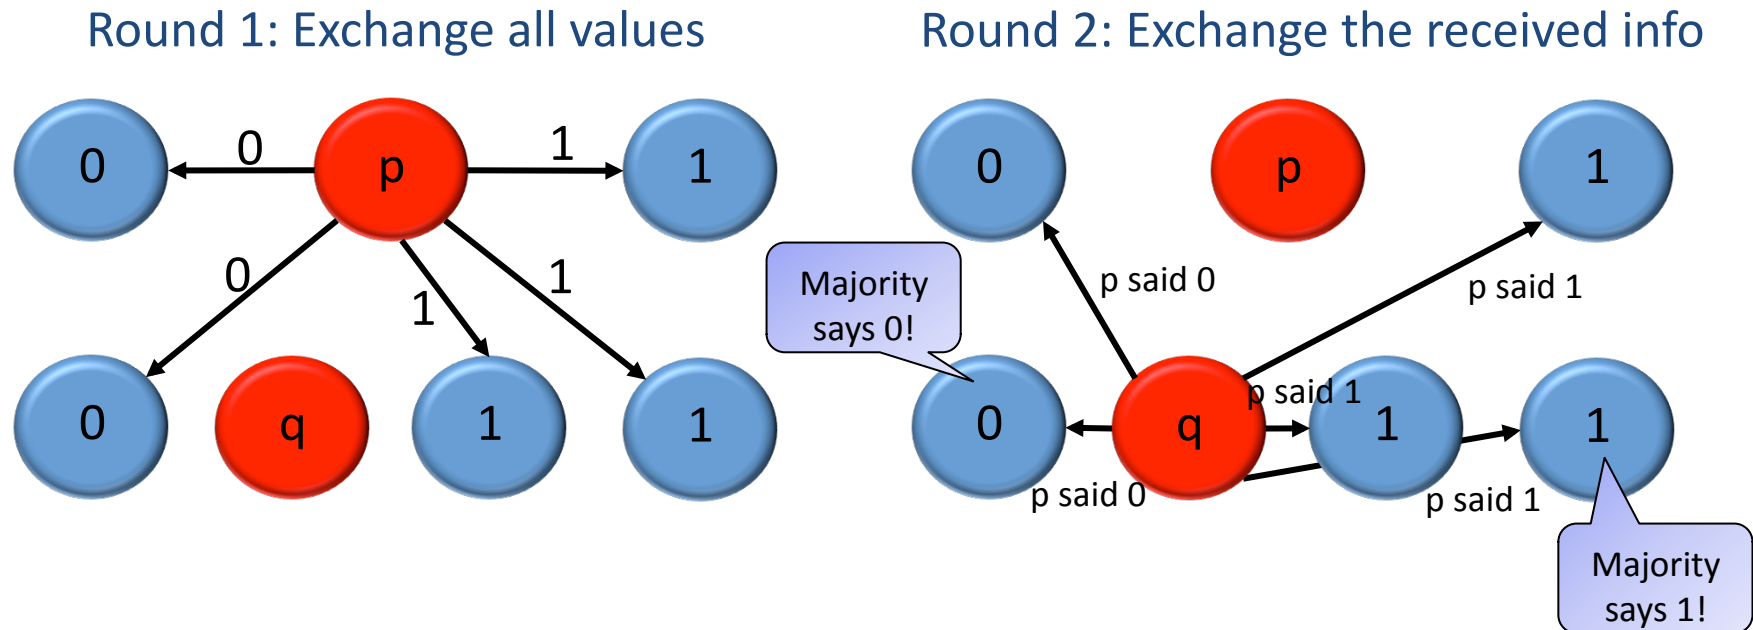 Round 1: Exchange all values
Round 2: Exchange the received info
0
0
p
1
1
0
1
1
0
q
1
1
0
p
1
Majority
says 0!
p said 0
p said 1
p said 1
0
q
1
1
p said 0
p said 1
Majority
says 1!